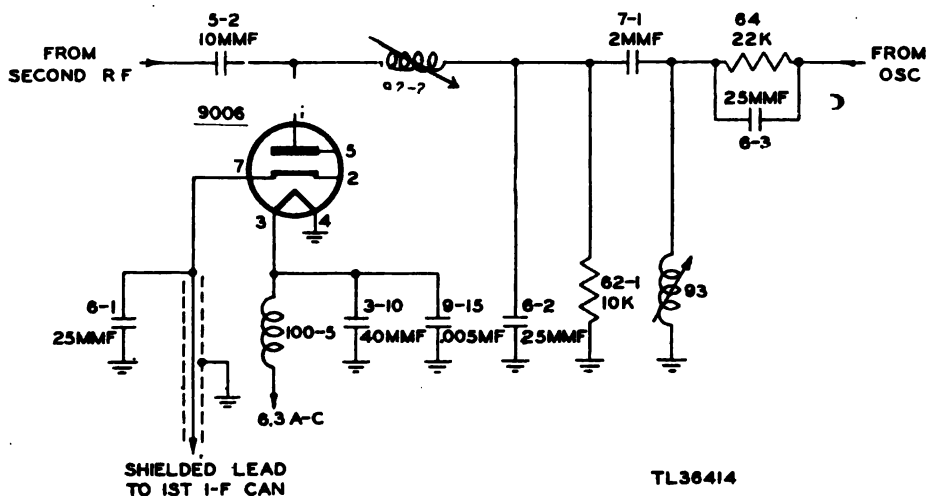 5-2
10MMF
FROM
SECOND RF
7-1
2MMF
64
22K
FROM
OSC
25MMF
6-3
9006
1
5
7
2
3
4
6-1
25MMF
100-5
3-10
40MMF
9-15
.005MF
6-2
25MMF
62-1
10K
93
6.3 A-C
SHIELDED LEAD
TO 1ST I-F CAN
TL36414